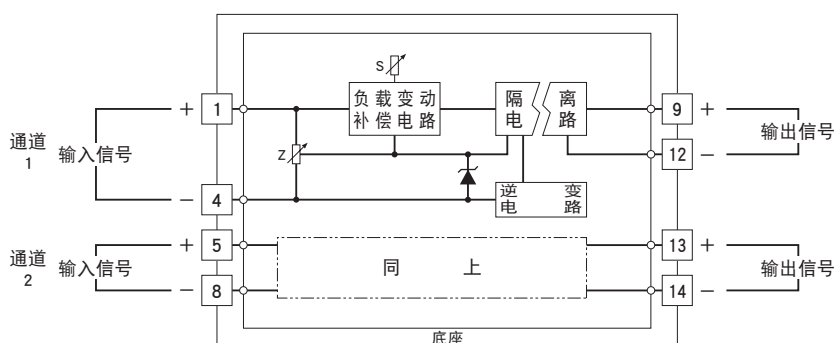 S
+ 1 负载变动 隔 离 9 +
补偿电路 电 路
通道 输入信号 输出信号
1
Z 12 −
− 4 逆 变
电 路
+ 5 13 +
通道 输入信号 同 上 输出信号
2
− 8 14 −
底座